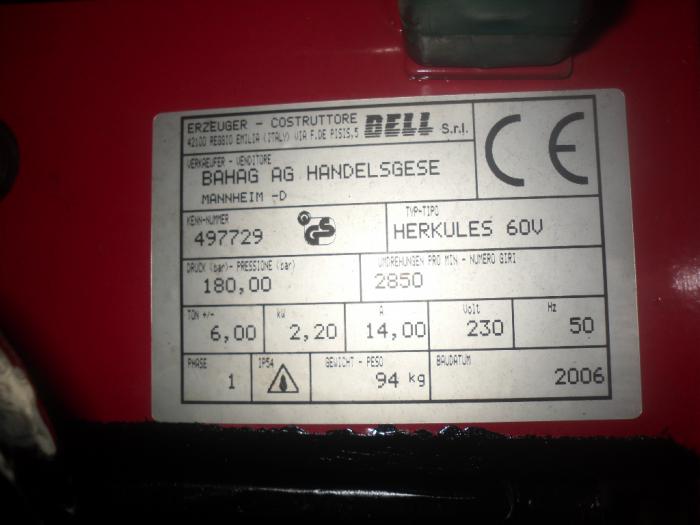 ERZEUGER - COSTRUTTORE BELL S.r.l.
42100 REGGIO EMILIA (ITALY) VIA F.DE PISIS,5
CE
VERKAEUFER - VENDITORE
BAHAG AG HANDELSGESE
MANNHEIM -D
KENN-NUMMER
497729
GS
TYP-TIPO
HERKULES 60V
DRUCK (bar)- PRESSIONE (bar)
180,00
UMDREHUNGEN PRO MIN - NUMERO GIRI
2850
TON +/-
6,00
kW
2,20
A
14,00
Volt
230
Hz
50
PHASE
1
IP54
GEWICHT - PESO
94 kg
BAUDATUM
2006